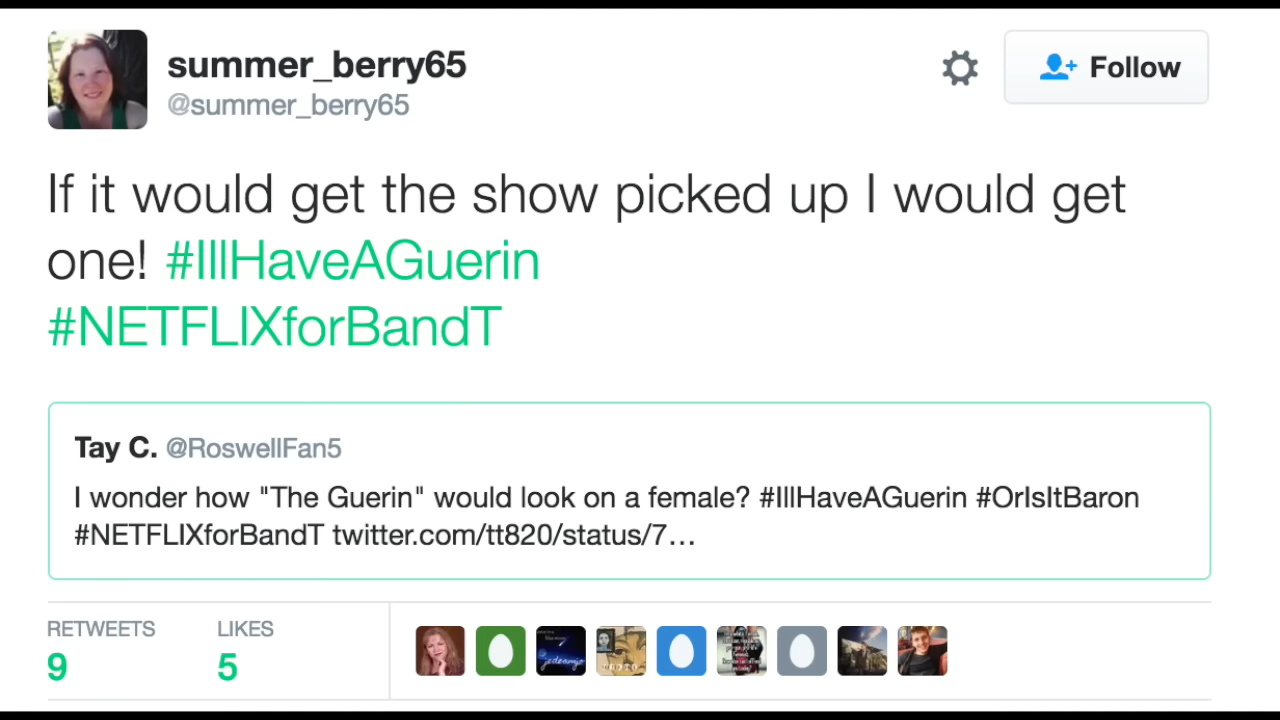 summer_berry65
@summer_berry65
Follow
If it would get the show picked up I would get
one! #IllHaveAGuerin
#NETFLIXforBandT
Tay C. @RoswellFan5
I wonder how "The Guerin" would look on a female? #IllHaveAGuerin #OrIsItBaron
#NETFLIXforBandT twitter.com/tt820/status/7…
RETWEETS
9
LIKES
5